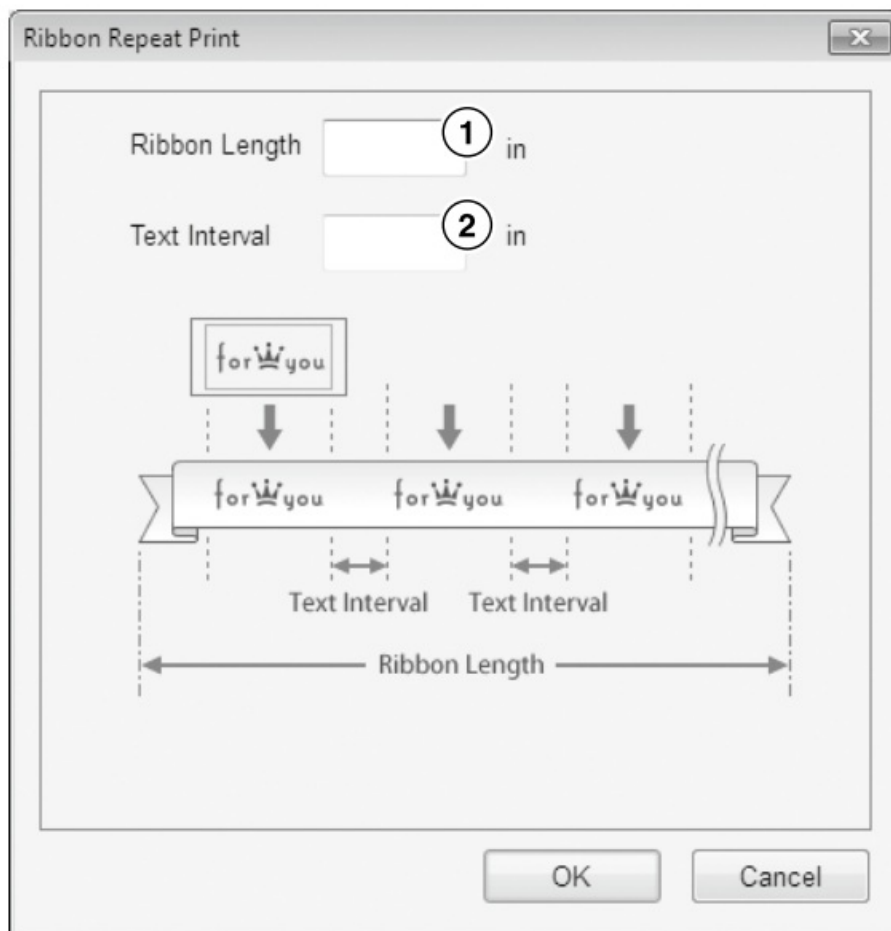 Ribbon Repeat Print
Ribbon Length 1 in
Text Interval 2 in
for you
for you for you for you
Text Interval Text Interval
Ribbon Length
OK Cancel